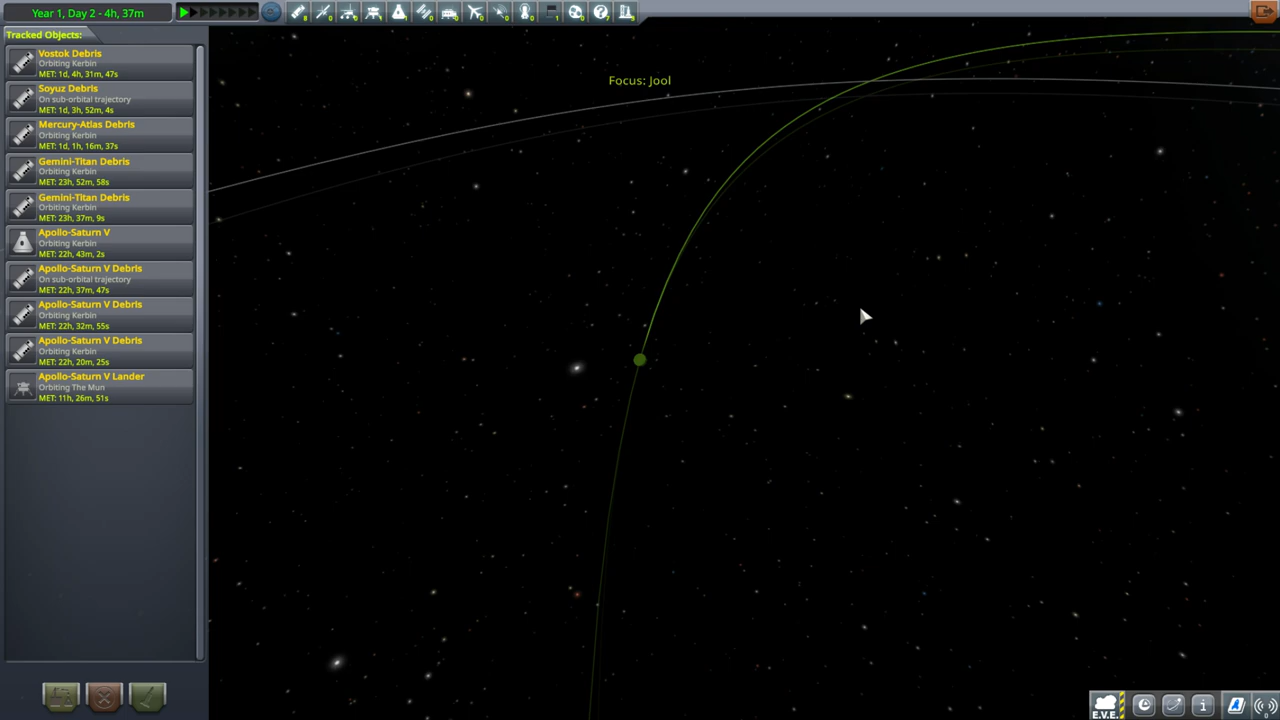 Year 1, Day 2 - 4h, 37m
Tracked Objects:
Vostok Debris
Orbiting Kerbin
MET: 1d, 4h, 31m, 47s
Soyuz Debris
On sub-orbital trajectory
MET: 1d, 3h, 52m, 4s
Mercury-Atlas Debris
Orbiting Kerbin
MET: 1d, 1h, 16m, 37s
Gemini-Titan Debris
Orbiting Kerbin
MET: 23h, 52m, 58s
Gemini-Titan Debris
Orbiting Kerbin
MET: 23h, 37m, 9s
Apollo-Saturn V
Orbiting Kerbin
MET: 22h, 43m, 2s
Apollo-Saturn V Debris
On sub-orbital trajectory
MET: 22h, 37m, 47s
Apollo-Saturn V Debris
Orbiting Kerbin
MET: 22h, 32m, 55s
Apollo-Saturn V Debris
Orbiting Kerbin
MET: 22h, 20m, 25s
Apollo-Saturn V Lander
Orbiting The Mun
MET: 11h, 26m, 51s
Focus: Jool
E.V.E.